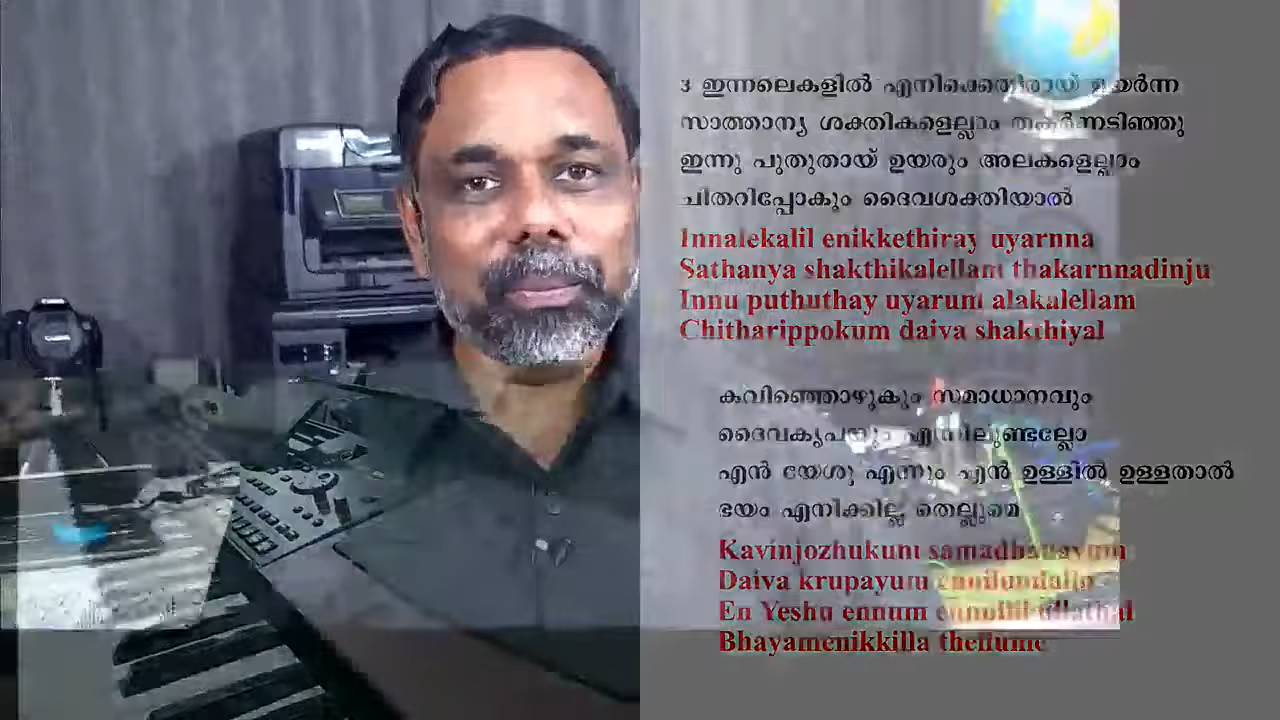 3 ഇന്നലെകളിൽ എനിക്കെതിരായ് ഉയർന്ന
സാത്താന്യ ശക്തികളെല്ലാം തകർന്നടിഞ്ഞു
ഇന്നു പുതുതായ് ഉയരും അലകളെല്ലാം
ചിതറിപ്പോകും ദൈവശക്തിയാൽ
Innalekalil enikkethiray uyarnna
Sathanya shakthikalellam thakarnnadinju
Innu puthuthay uyarum alakalellam
Chitharippokum daiva shakthiyal
കവിഞ്ഞൊഴുകും സമാധാനവും
ദൈവകൃപയും എന്നിലുണ്ടല്ലോ
എൻ യേശു എന്നും എൻ ഉള്ളിൽ ഉള്ളതാൽ
ഭയം എനിക്കില്ല തെല്ലുമെ
Kavinjozhukum samadhanavum
Daiva krupayum ennilundallo
En Yeshu ennum ennullil ullathal
Bhayamenikkilla thellume